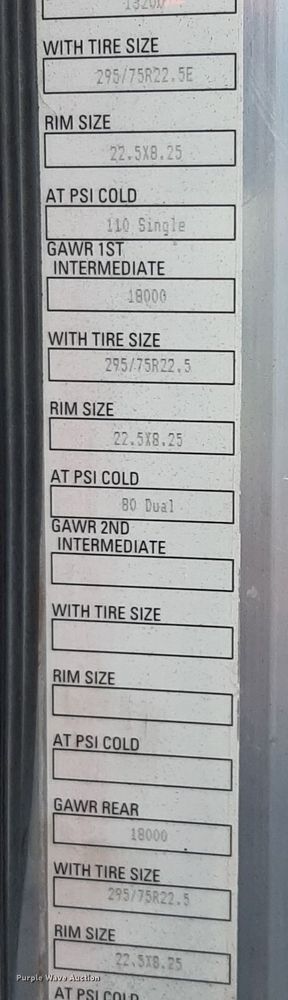 WITH TIRE SIZE
295/75R22.5E
RIM SIZE
22.5X8.25
AT PSI COLD
110 Single
GAWR 1ST
INTERMEDIATE
18000
WITH TIRE SIZE
295/75R22.5
RIM SIZE
22.5X8.25
AT PSI COLD
80 Dual
GAWR 2ND
INTERMEDIATE
WITH TIRE SIZE
RIM SIZE
AT PSI COLD
GAWR REAR
18000
WITH TIRE SIZE
295/75R22.5
RIM SIZE
22.5X8.25
Purple Wave Auction
AT PSI COLD